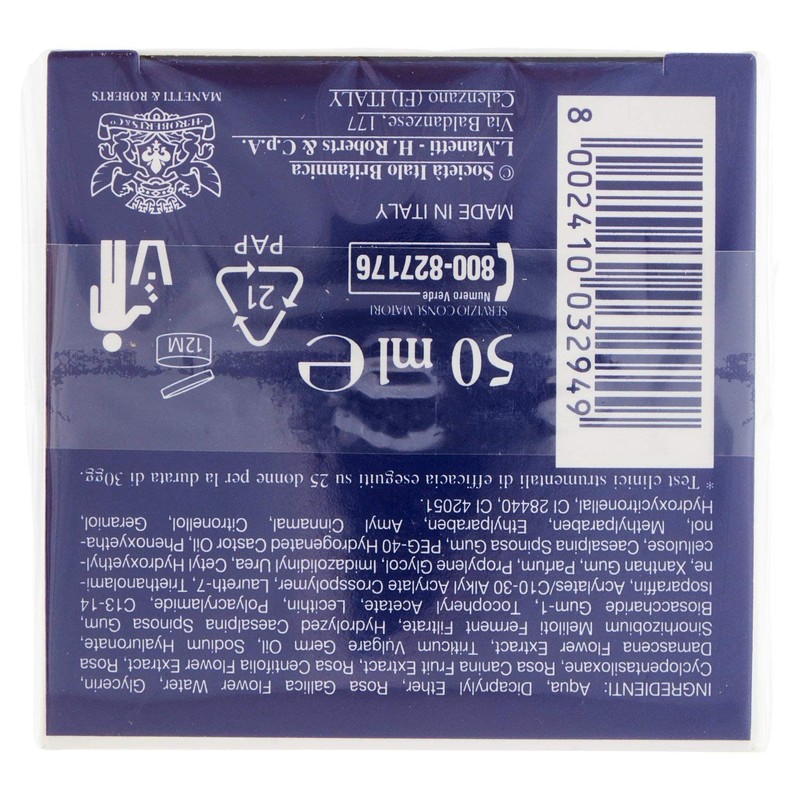 INGREDIENTI: Aqua, Dicaprylyl Ether, Rosa Gallica Flower Water, Glycerin,
Cyclopentasiloxane, Rosa Canina Fruit Extract, Rosa Centifolia Flower Extract, Rosa
Damascena Flower Extract, Triticum Vulgare Germ Oil, Sodium Hyaluronate,
Sinorhizobium Meliloti Ferment Filtrate, Hydrolyzed Caesalpina Spinosa Gum,
Biosaccharide Gum-1, Tocopheryl Acetate, Lecithin, Polyacrylamide, C13-14
Isoparaffin, Acrylates/C10-30 Alkyl Acrylate Crosspolymer, Laureth-7, Triethanolami-
ne, Xanthan Gum, Parfum, Propylene Glycol, Imidazolidinyl Urea, Cetyl Hydroxyethyl-
cellulose, Caesalpina Spinosa Gum, PEG-40 Hydrogenated Castor Oil, Phenoxyetha-
nol, Methylparaben, Ethylparaben, Amyl Cinnamal, Citronellol, Geraniol,
Hydroxycitronellal, CI 28440, CI 42051.
* Test clinici strumentali di efficacia eseguiti su 25 donne per la durata di 30gg.
50 ml e
12M
SERVIZIO CONSUMATORI
Numero Verde
800-827176
21
PAP
MADE IN ITALY
© Società Italo Britannica
L.Manetti - H.Roberts & C.p.A.
Via Baldanzese, 177
Calenzano (FI) ITALY
H.ROBERTS & CO
MANETTI & ROBERTS
8 002410 032949